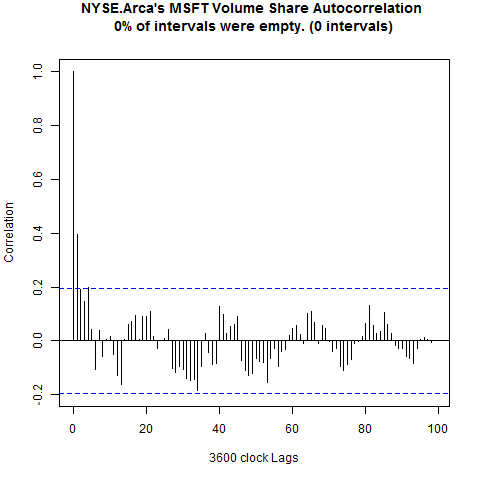 NYSE.Arca's MSFT Volume Share Autocorrelation
0% of intervals were empty. (0 intervals)
Correlation
1.0
0.8
0.6
0.4
0.2
0.0
-0.2
0 20 40 60 80 100
3600 clock Lags